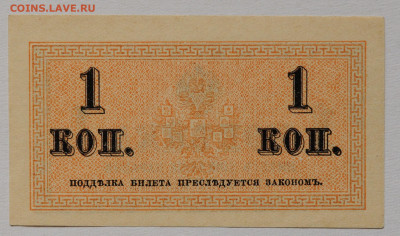 COINS.LAVE.RU
1 1
КОП. КОП.
ПОДДѢЛКА БИЛЕТА ПРЕСЛѢДУЕТСЯ ЗАКОНОМЪ.